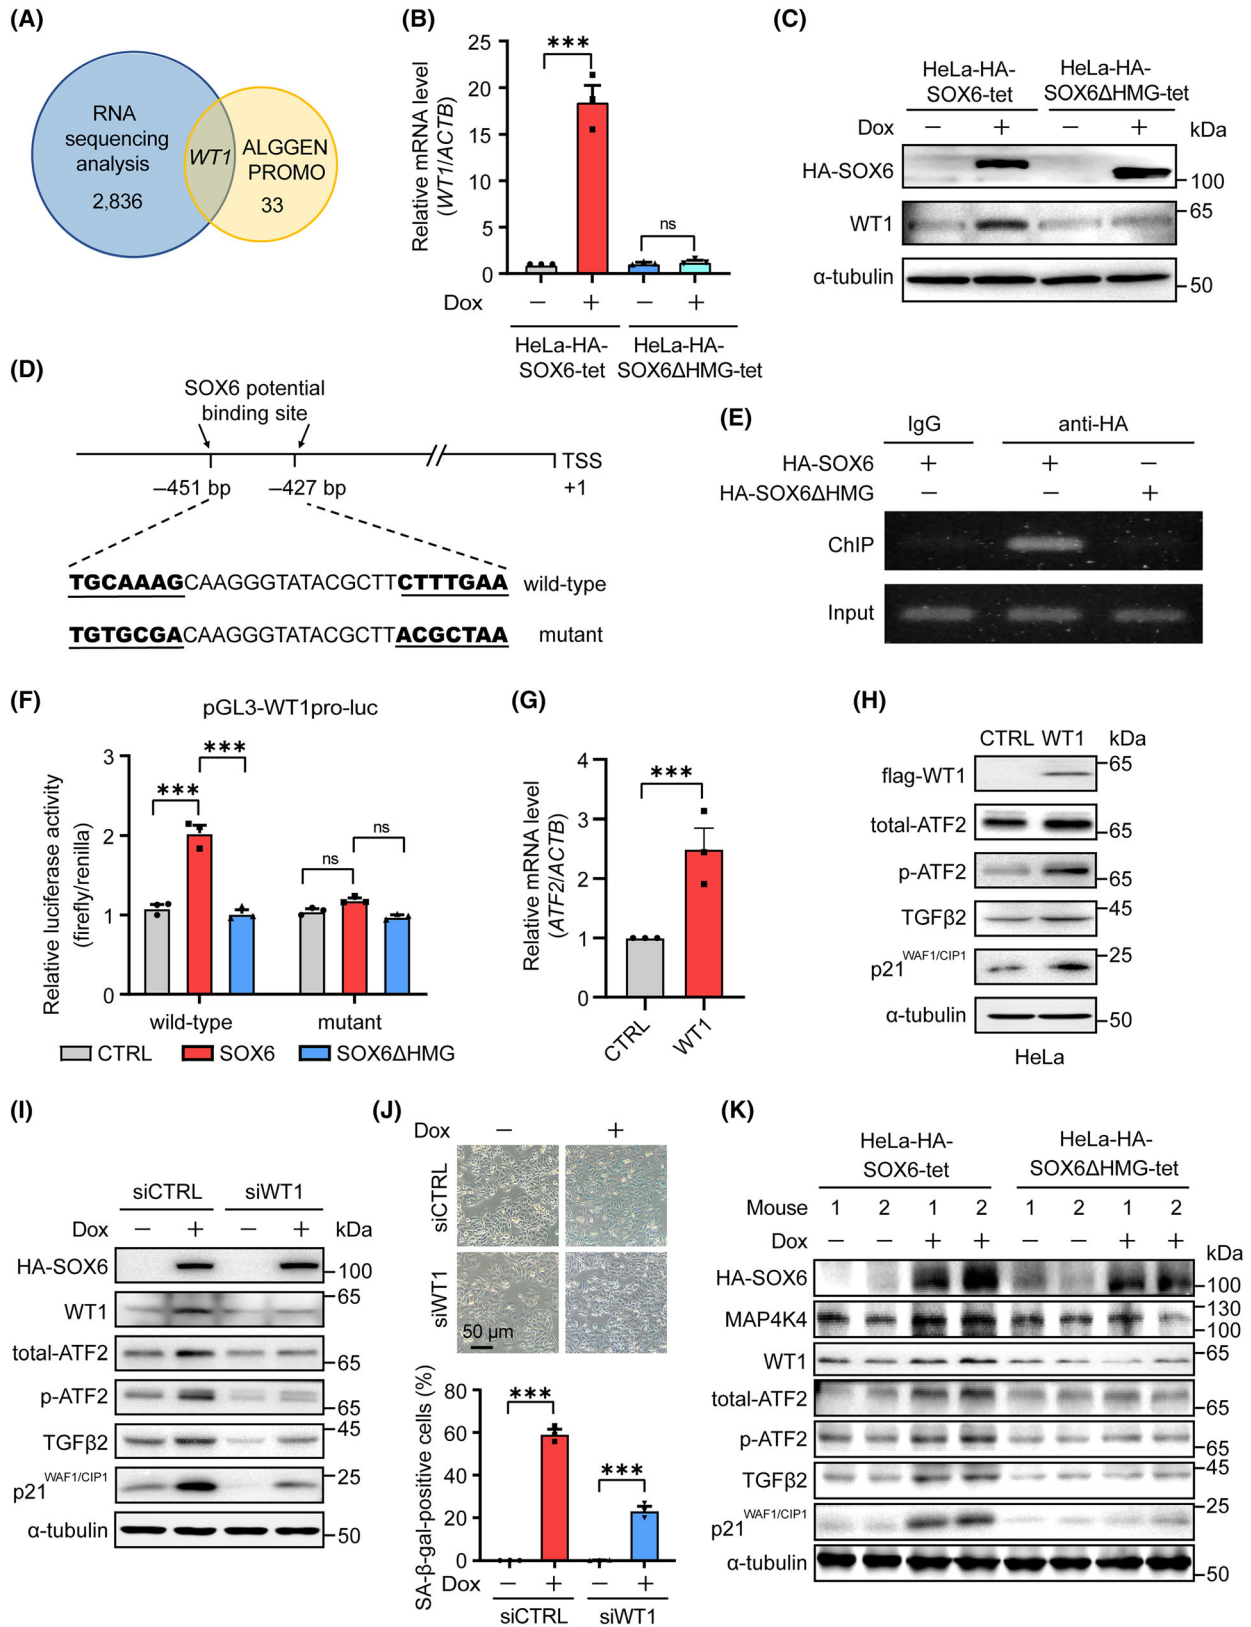 (A)
RNA
sequencing
analysis
2,836
WT1
ALGGEN
PROMO
33
(B)
Relative mRNA level
(WT1/ACTB)
25
20
15
10
5
0
***
ns
Dox − + − +
HeLa-HA-
SOX6-tet
HeLa-HA-
SOX6ΔHMG-tet
(C)
HeLa-HA-
SOX6-tet
HeLa-HA-
SOX6ΔHMG-tet
Dox − + − + kDa
HA-SOX6 100
WT1 65
α-tubulin 50
(D)
SOX6 potential
binding site
TSS
−451 bp −427 bp +1
TGCAAAGCAAGGGTATACGCTTCTTTGAA wild-type
TGTGCGACAAGGGTATACGCTTACGCTAA mutant
(E)
IgG anti-HA
HA-SOX6 + + −
HA-SOX6ΔHMG − − +
ChIP
Input
(F)
pGL3-WT1pro-luc
Relative luciferase activity
(firefly/renilla)
3
2
1
0
***
***
ns
ns
wild-type mutant
CTRL SOX6 SOX6ΔHMG
(G)
Relative mRNA level
(ATF2/ACTB)
4
3
2
1
0
***
CTRL
WT1
(H)
CTRL WT1 kDa
flag-WT1 65
total-ATF2 65
p-ATF2 65
TGFβ2 45
p21WAF1/CIP1 25
α-tubulin 50
HeLa
(I)
siCTRL siWT1
Dox − + − + kDa
HA-SOX6 100
WT1 65
total-ATF2 65
p-ATF2 65
TGFβ2 45
p21WAF1/CIP1 25
α-tubulin 50
(J)
Dox − +
siCTRL
siWT1
50 μm
SA-β-gal-positive cells (%)
80
60
40
20
0
***
***
Dox − + − +
siCTRL siWT1
(K)
HeLa-HA-
SOX6-tet
HeLa-HA-
SOX6ΔHMG-tet
Mouse 1 2 1 2 1 2 1 2
Dox − − + + − − + +
kDa
HA-SOX6 100
MAP4K4 130
100
WT1 65
total-ATF2 65
p-ATF2 65
TGFβ2 45
p21WAF1/CIP1 25
α-tubulin 50